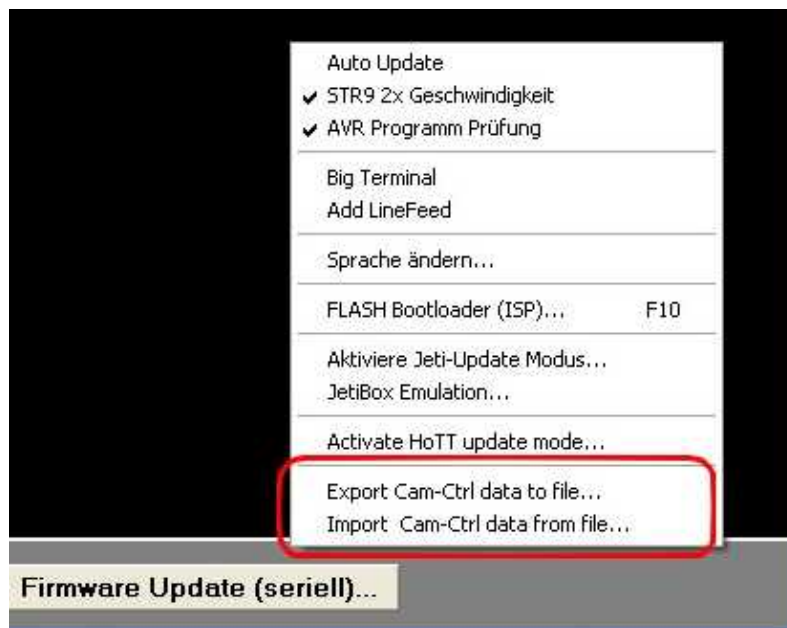 Auto Update
STR9 2x Geschwindigkeit
AVR Programm Prüfung
Big Terminal
Add LineFeed
Sprache ändern...
FLASH Bootloader (ISP)... F10
Aktiviere Jeti-Update Modus...
JetiBox Emulation...
Activate HoTT update mode...
Export Cam-Ctrl data to file...
Import Cam-Ctrl data from file...
Firmware Update (seriell)...